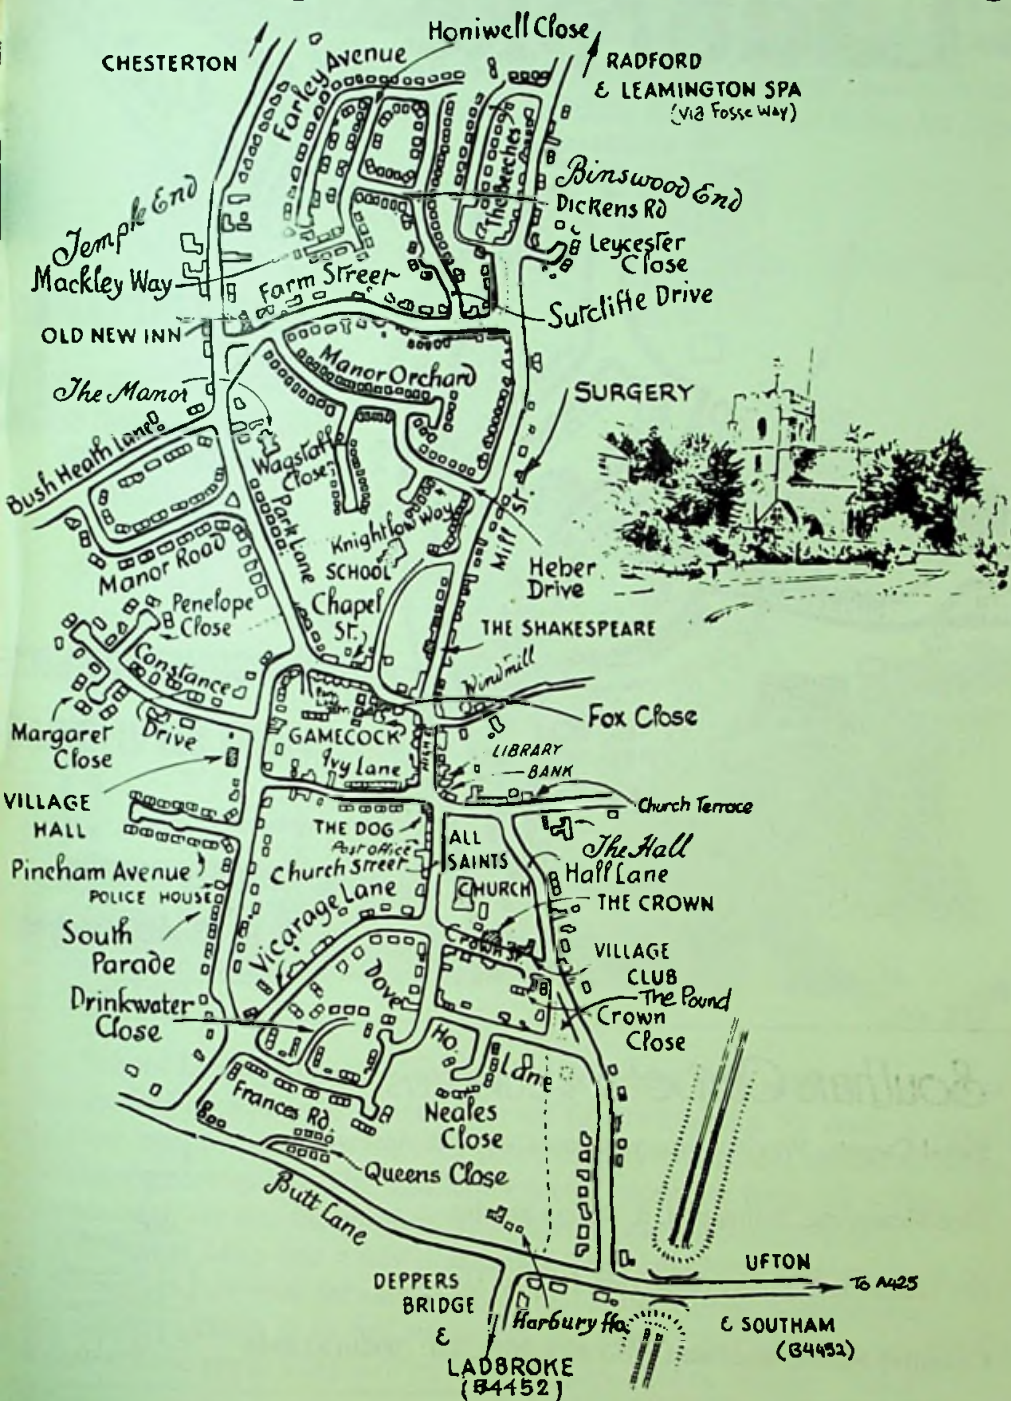 Honiwell Close
CHESTERTON
Farley Avenue
RADFORD
& LEAMINGTON SPA
(Via Fosse Way)
The Beeches
Binswood End
Dickens Rd
Temple End
Leycester
Close
Mackley Way
Farm Street
Sutcliffe Drive
OLD NEW INN
Manor Orchard
The Manor
SURGERY
Bush Heath Lane
Wagstaff
Close
Park Lane
Mill St.
Knightlow Way
Manor Road
SCHOOL
Heber
Drive
Penelope
Close
Chapel
St.
THE SHAKESPEARE
Constance
Drive
Windmill
Fox Close
Margaret
Close
GAMECOCK
HIGH
LIBRARY
BANK
Ivy Lane
VILLAGE
HALL
Church Terrace
THE DOG
Post Office
ALL
SAINTS
CHURCH
The Hall
Pincham Avenue
Church Street
Hall Lane
POLICE HOUSE
THE CROWN
Vicarage Lane
South
Parade
Crown St.
VILLAGE
CLUB
Dove
Drinkwater
Close
The Pound
Crown
Close
Ho.
Lane
Frances Rd.
Neales
Close
Queens Close
Butt Lane
UFTON
To A425
DEPPERS
BRIDGE
&
LADBROKE
(B4452)
Harbury Ho.
& SOUTHAM
(B4452)